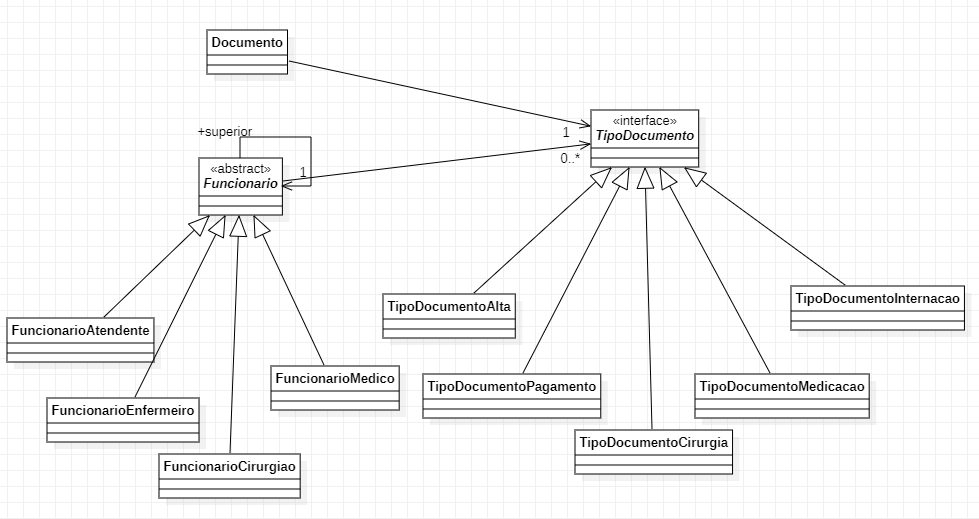 Documento
«interface»
TipoDocumento
1
0..*
+superior
1
«abstract»
Funcionario
TipoDocumentoAlta
TipoDocumentoInternacao
FuncionarioAtendente
FuncionarioMedico
TipoDocumentoPagamento
TipoDocumentoMedicacao
FuncionarioEnfermeiro
TipoDocumentoCirurgia
FuncionarioCirurgiao